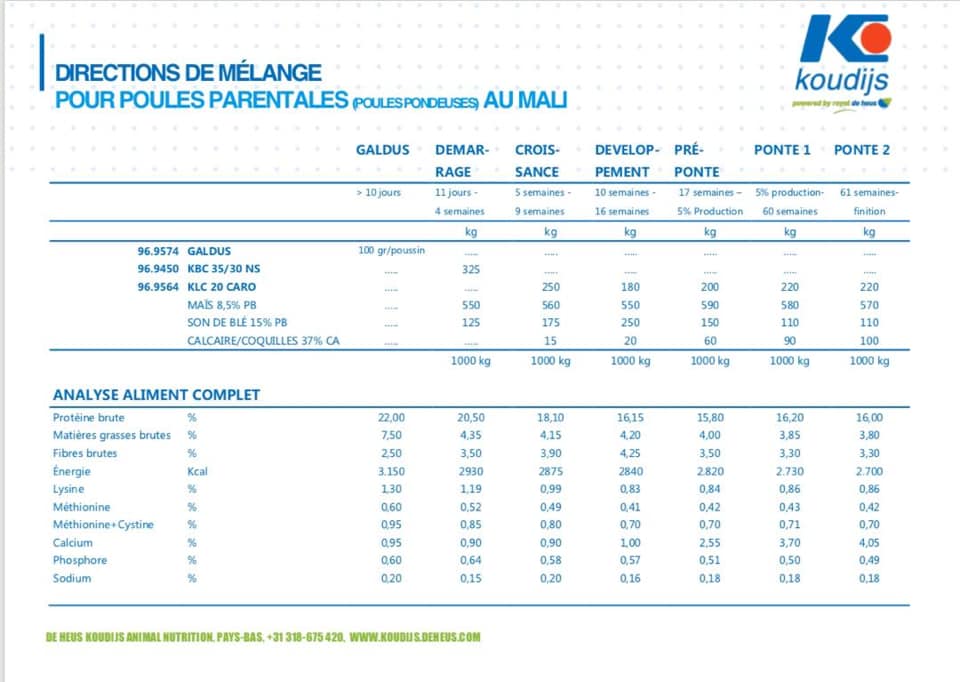 DIRECTIONS DE MÉLANGE
POUR POULES PARENTALES (POULES PONDEUSES) AU MALI
koudijs
powered by royal de heus
GALDUS DEMAR- CROIS- DEVELOP- PRÉ- PONTE 1 PONTE 2
RAGE SANCE PEMENT PONTE
> 10 jours 11 jours - 5 semaines - 10 semaines - 17 semaines – 5% production- 61 semaines-
4 semaines 9 semaines 16 semaines 5% Production 60 semaines finition
kg kg kg kg kg kg
96.9574 GALDUS 100 gr/poussin ..... ..... ..... ..... ..... .....
96.9450 KBC 35/30 NS ..... 325 ..... ..... ..... ..... .....
96.9564 KLC 20 CARO ..... ..... 250 180 200 220 220
MAÏS 8,5% PB ..... 550 560 550 590 580 570
SON DE BLÉ 15% PB ..... 125 175 250 150 110 110
CALCAIRE/COQUILLES 37% CA ..... ..... 15 20 60 90 100
1000 kg 1000 kg 1000 kg 1000 kg 1000 kg 1000 kg
ANALYSE ALIMENT COMPLET
Protéine brute % 22,00 20,50 18,10 16,15 15,80 16,20 16,00
Matières grasses brutes % 7,50 4,35 4,15 4,20 4,00 3,85 3,80
Fibres brutes % 2,50 3,50 3,90 4,25 3,50 3,30 3,30
Énergie Kcal 3.150 2930 2875 2840 2.820 2.730 2.700
Lysine % 1,30 1,19 0,99 0,83 0,84 0,86 0,86
Méthionine % 0,60 0,52 0,49 0,41 0,42 0,43 0,42
Méthionine+Cystine % 0,95 0,85 0,80 0,70 0,70 0,71 0,70
Calcium % 0,95 0,90 0,90 1,00 2,55 3,70 4,05
Phosphore % 0,60 0,64 0,58 0,57 0,51 0,50 0,49
Sodium % 0,20 0,15 0,20 0,16 0,18 0,18 0,18
DE HEUS KOUDIJS ANIMAL NUTRITION, PAYS-BAS, +31 318-675 420, WWW.KOUDIJS.DEHEUS.COM